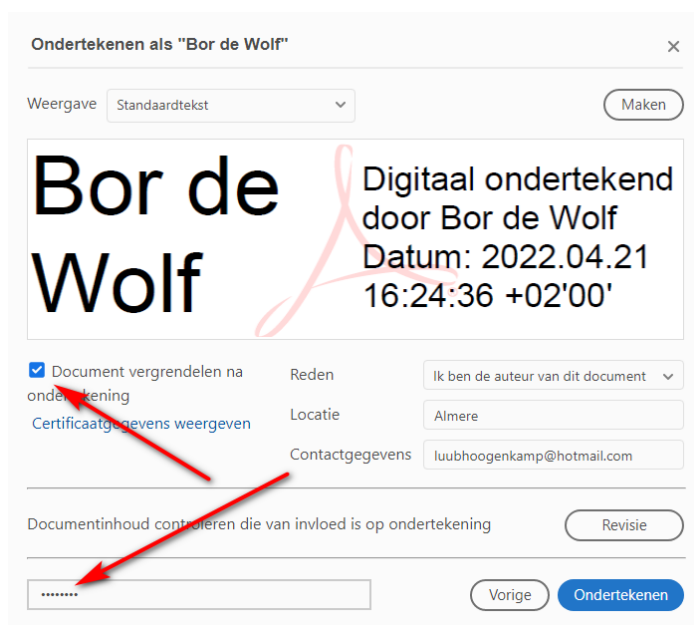 Ondertekenen als "Bor de Wolf"
Weergave Standaardtekst Maken
Bor de
Wolf
Digitaal ondertekend
door Bor de Wolf
Datum: 2022.04.21
16:24:36 +02'00'
Document vergrendelen na
ondertekening
Certificaatgegevens weergeven
Reden Ik ben de auteur van dit document
Locatie Almere
Contactgegevens luubhoogenkamp@hotmail.com
Documentinhoud controleren die van invloed is op ondertekening Revisie
••••••••
Vorige Ondertekenen